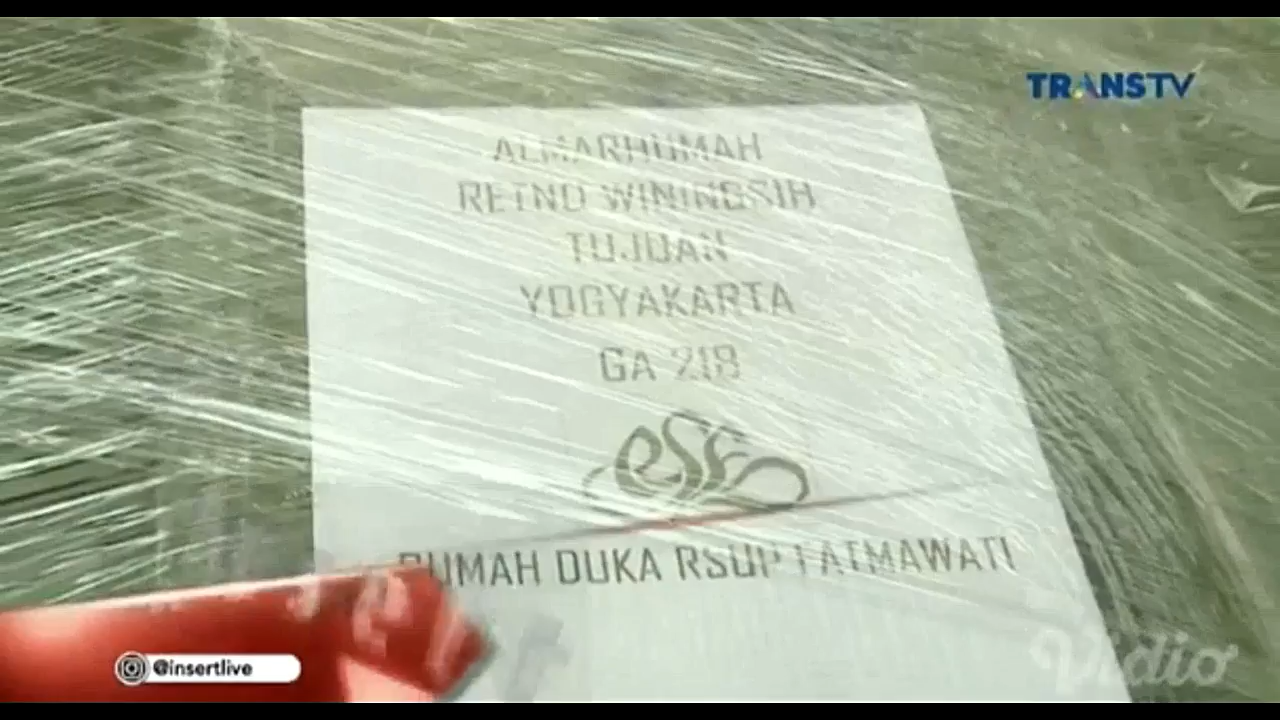 TRANSTV
ALMARHUMAH
RETNO WININGSIH
TUJUAN
YOGYAKARTA
GA 218
RUMAH DUKA RSUP FATMAWATI
@insertlive
Vidio